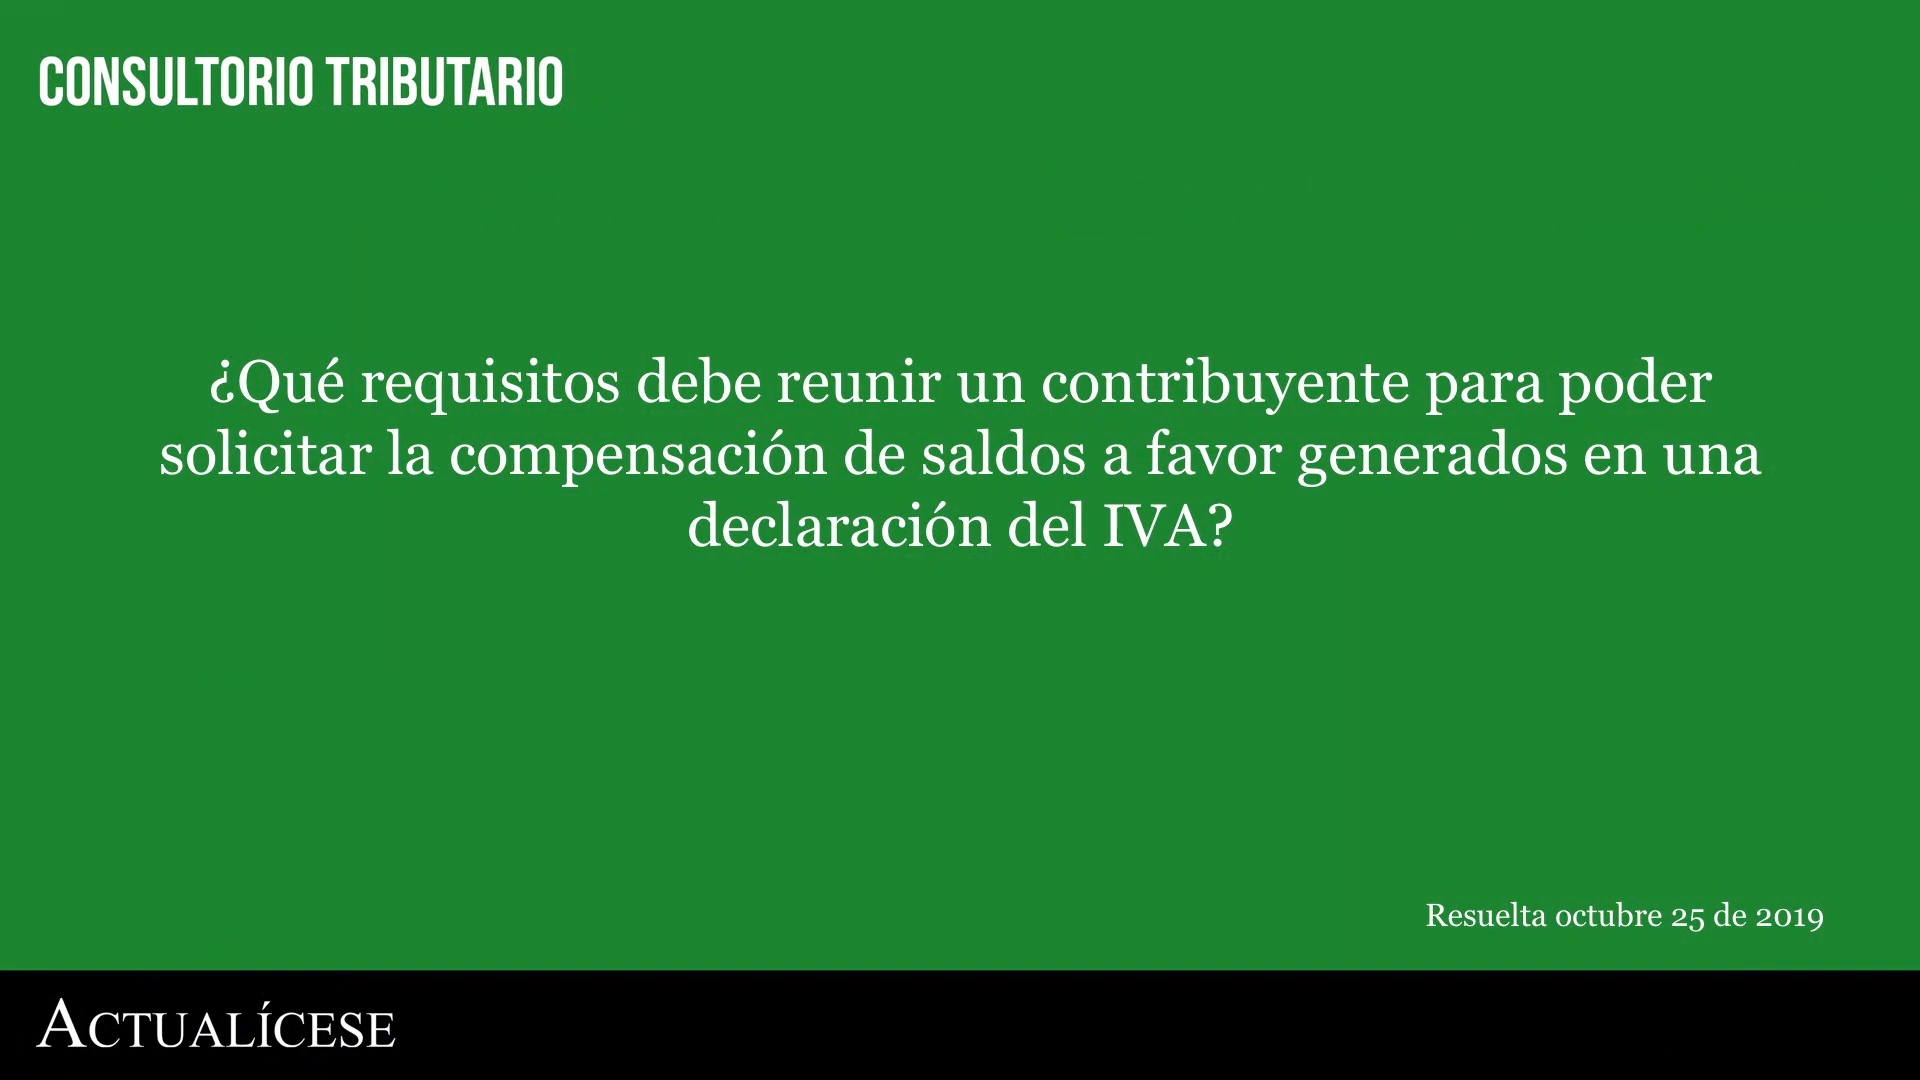 CONSULTORIO TRIBUTARIO
¿Qué requisitos debe reunir un contribuyente para poder
solicitar la compensación de saldos a favor generados en una
declaración del IVA?
Resuelta octubre 25 de 2019
ACTUALÍCESE